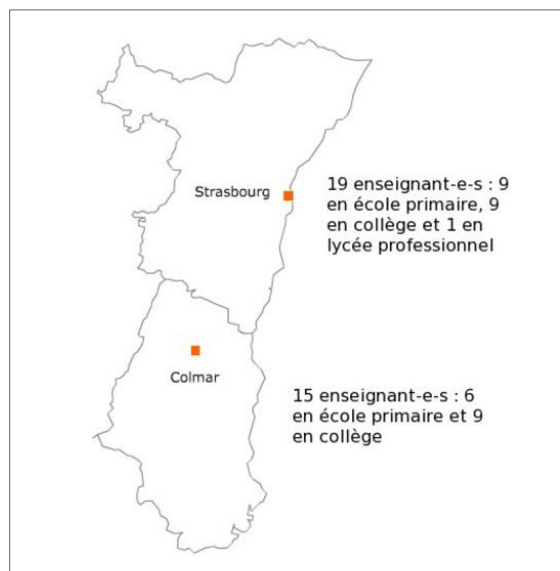 Strasbourg
19 enseignant-e-s : 9
en école primaire, 9
en collège et 1 en
lycée professionnel
Colmar
15 enseignant-e-s : 6
en école primaire et 9
en collège